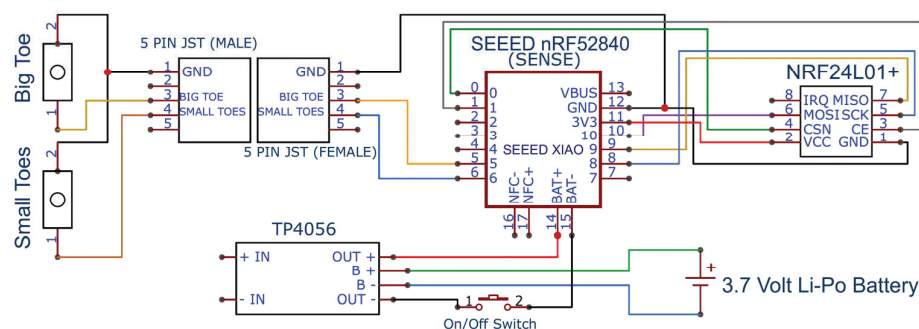 Big Toe
2
1
Small Toes
2
1
5 PIN JST (MALE)
1 GND
2
3 BIG TOE
4 SMALL TOES
5
5 PIN JST (FEMALE)
GND 1
2
BIG TOE 3
SMALL TOES 4
5
SEEED nRF52840
(SENSE)
0 0 VBUS 13
1 1 GND 12
2 2 3V3 11
3 3 10 10
4 4 SEEED XIAO 9 9
5 5 8 8
6 6 7 7
NFC- NFC+ BAT+ BAT-
16 17 14 15
NRF24L01+
8 IRQ MISO 7
6 MOSI SCK 5
4 CSN CE 3
2 VCC GND 1
TP4056
+ IN OUT +
B +
B -
- IN OUT -
1 2
On/Off Switch
+
3.7 Volt Li-Po Battery